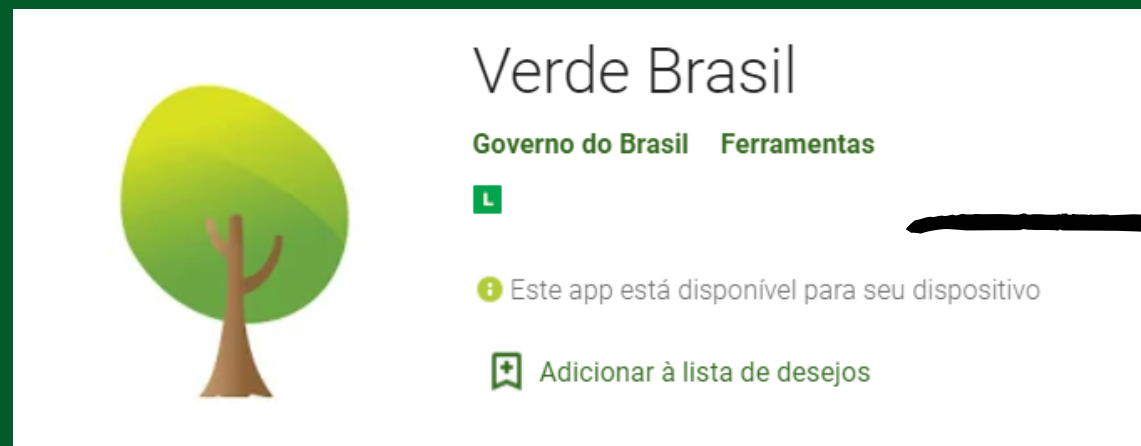 Verde Brasil
Governo do Brasil Ferramentas
L
Este app está disponível para seu dispositivo
Adicionar à lista de desejos